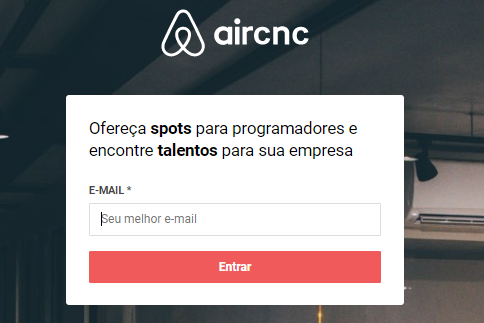 aircnc
Ofereça spots para programadores e
encontre talentos para sua empresa
E-MAIL *
Seu melhor e-mail
Entrar